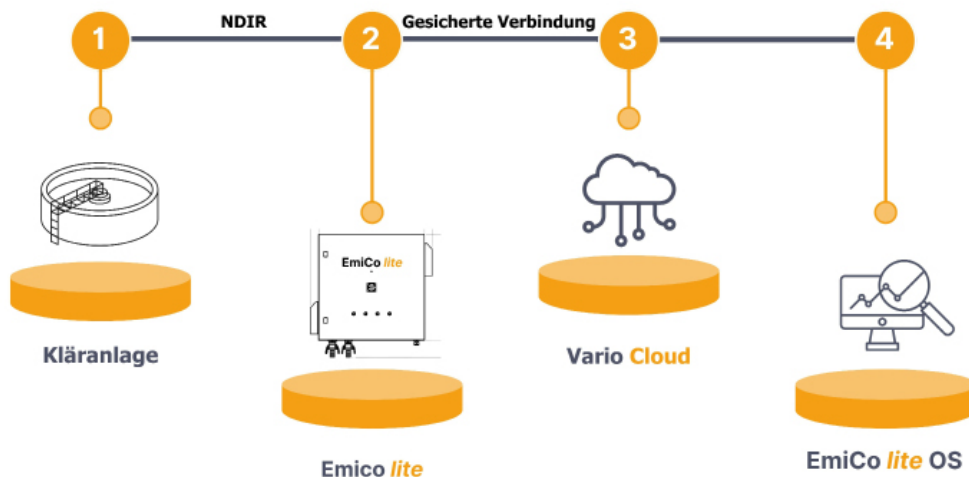 1
NDIR
2
Gesicherte Verbindung
3
4
EmiCo lite
Kläranlage
Vario Cloud
Emico lite
EmiCo lite OS